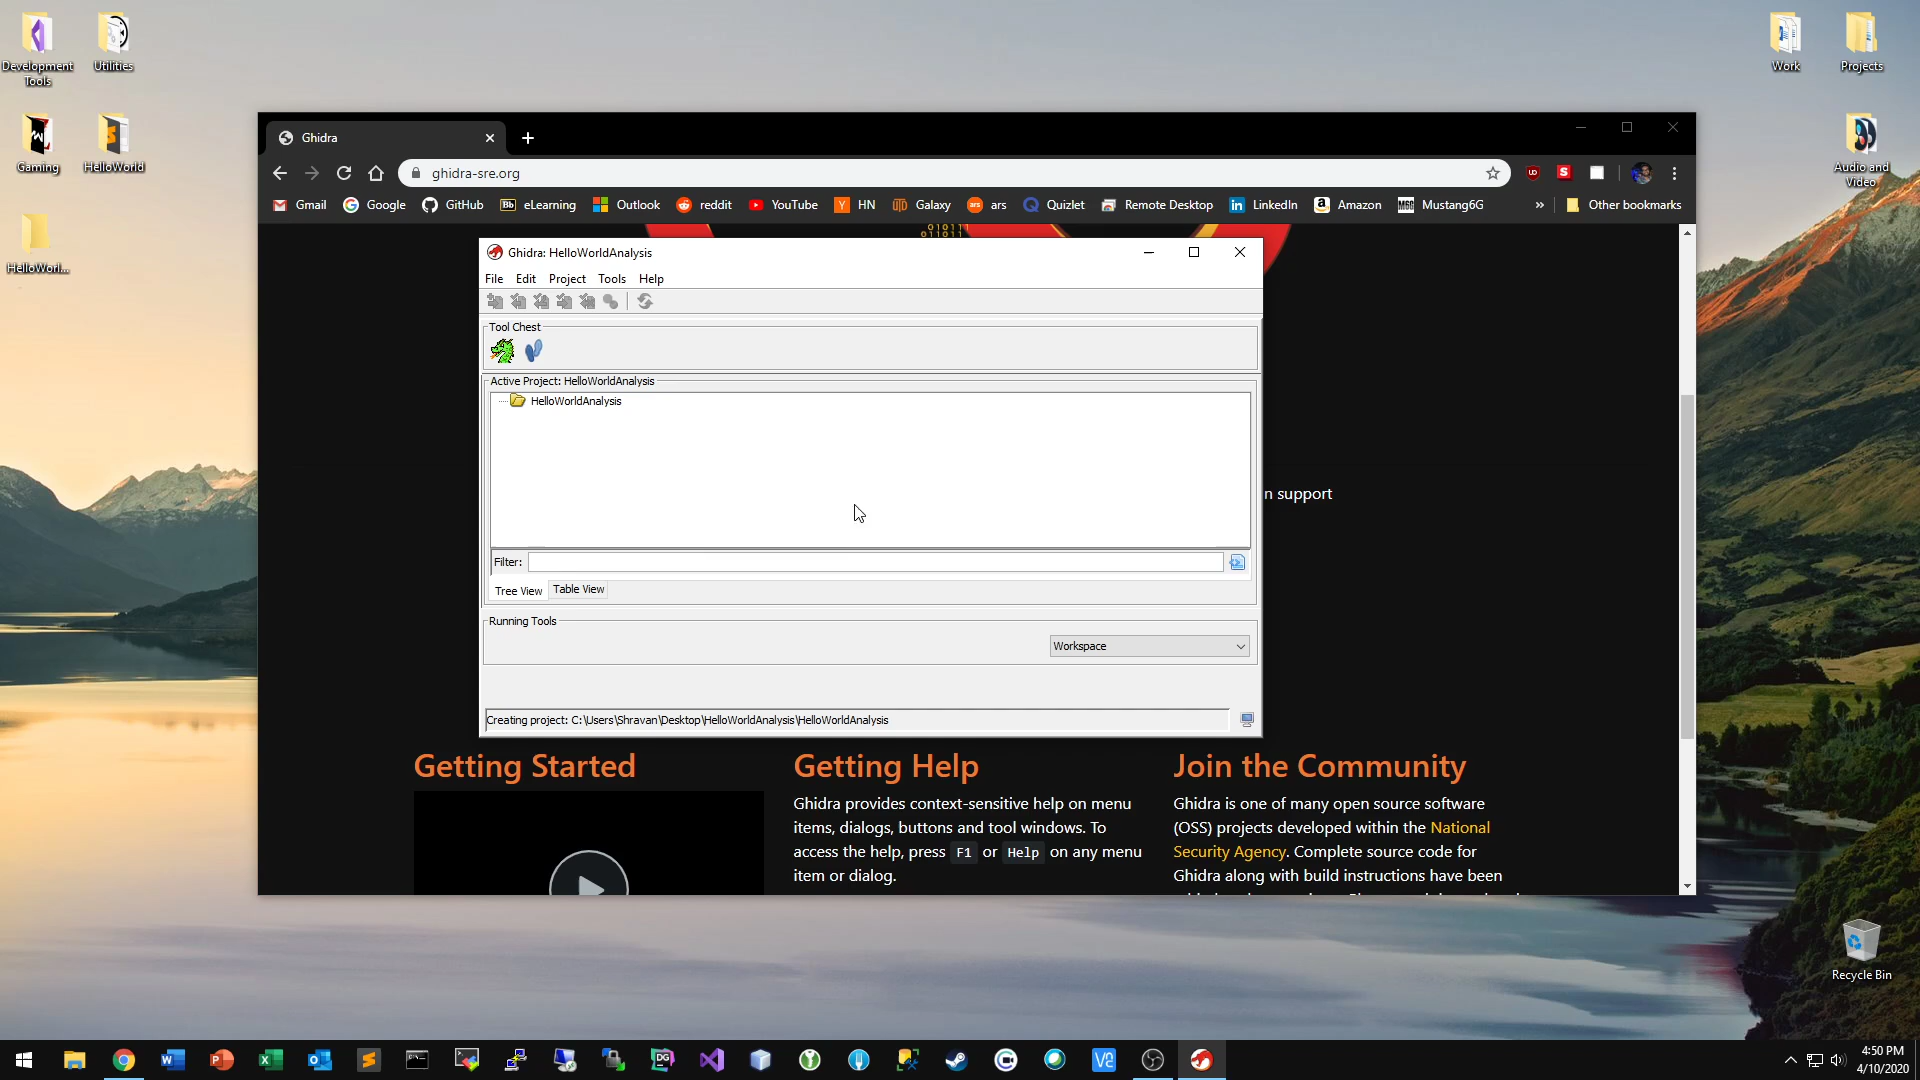 Development
Tools
Utilities
Gaming
HelloWorld
HelloWorl...
Work
Projects
Audio and
Video
Recycle Bin
Ghidra
ghidra-sre.org
Gmail
Google
GitHub
Bb
eLearning
Outlook
reddit
YouTube
Y
HN
Galaxy
ars
ars
Quizlet
Remote Desktop
in
LinkedIn
a
Amazon
M6G
Mustang6G
»
Other bookmarks
01011
011011
Ghidra: HelloWorldAnalysis
File
Edit
Project
Tools
Help
Tool Chest
Active Project: HelloWorldAnalysis
HelloWorldAnalysis
Filter:
Tree View
Table View
Running Tools
Workspace
Creating project: C:\Users\Shravan\Desktop\HelloWorldAnalysis\HelloWorldAnalysis
n support
Getting Started
Getting Help
Ghidra provides context-sensitive help on menu
items, dialogs, buttons and tool windows. To
access the help, press F1 or Help on any menu
item or dialog.
Join the Community
Ghidra is one of many open source software
(OSS) projects developed within the National
Security Agency. Complete source code for
Ghidra along with build instructions have been
4:50 PM
4/10/2020